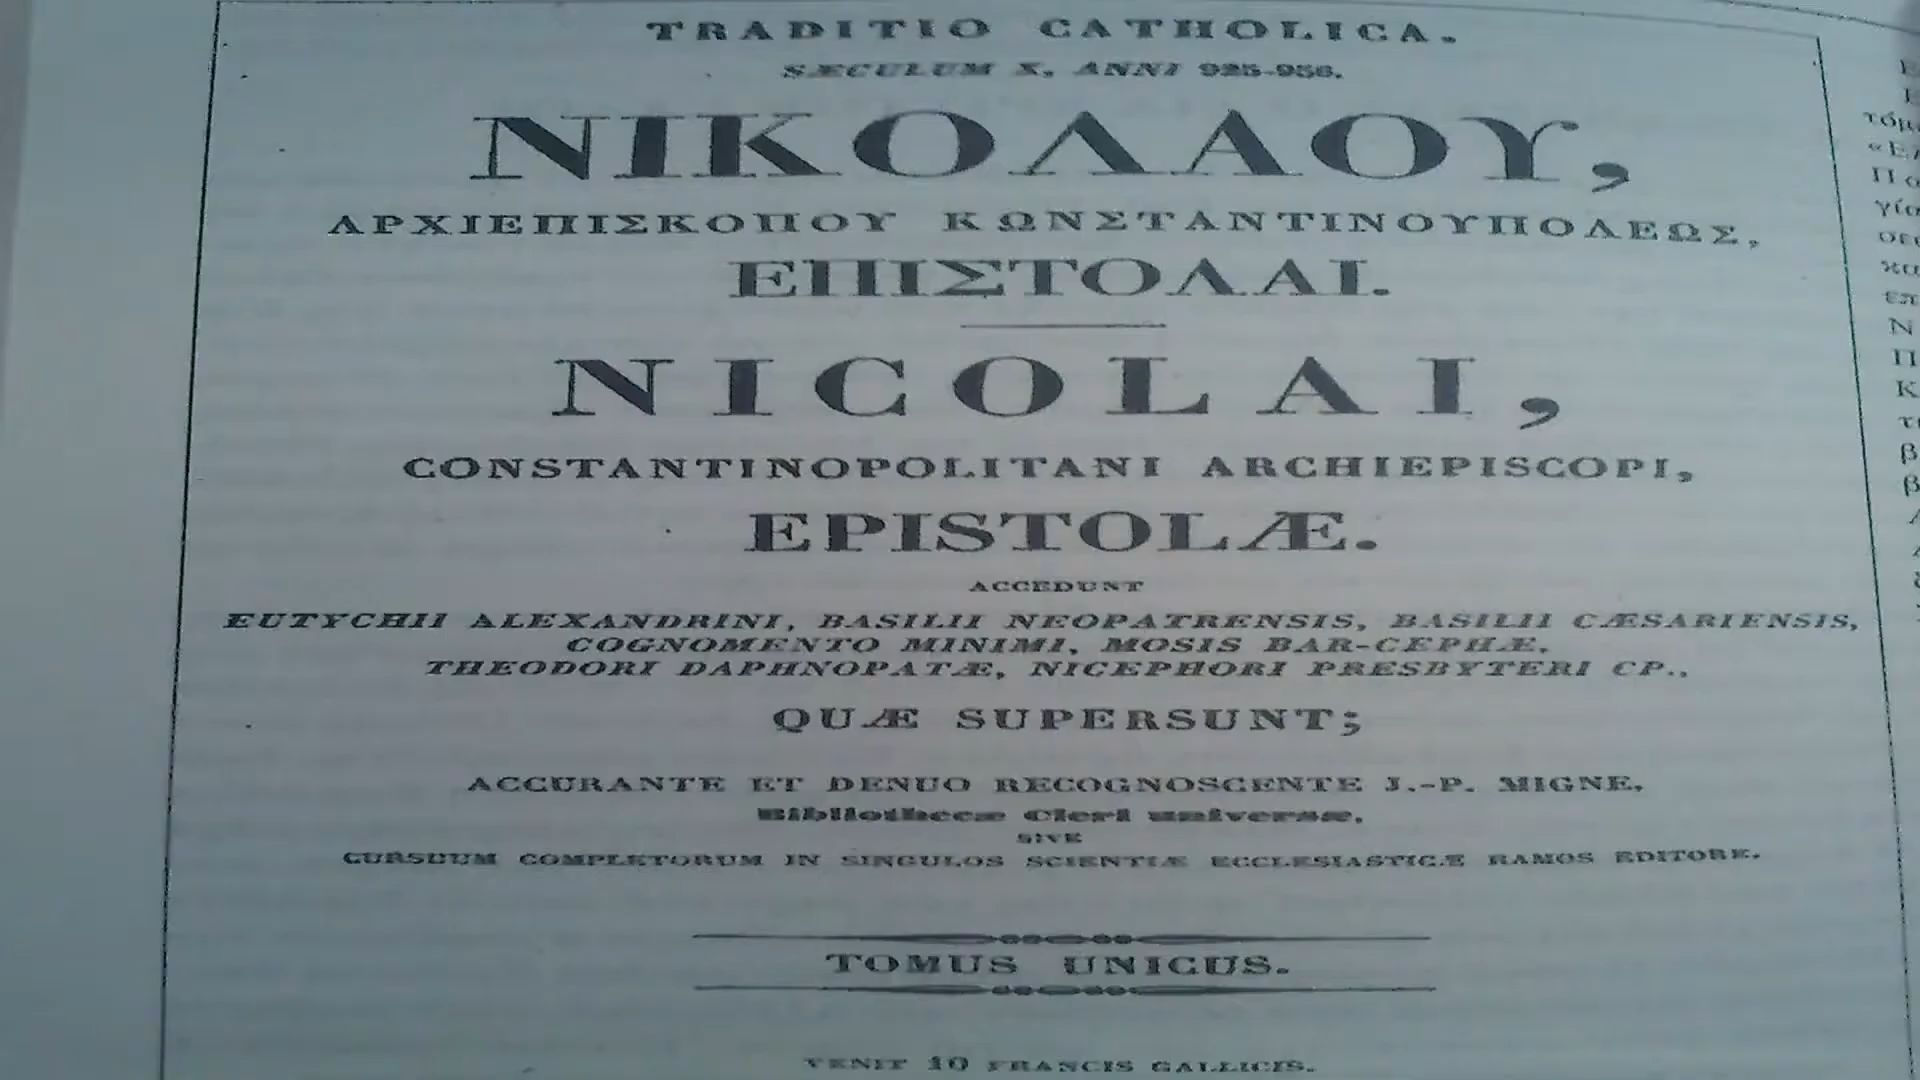 TRADITIO CATHOLICA.
SÆCULUM X, ANNI 925-956.
ΝΙΚΟΛΑΟΥ,
ΑΡΧΙΕΠΙΣΚΟΠΟΥ ΚΩΝΣΤΑΝΤΙΝΟΥΠΟΛΕΩΣ,
ΕΠΙΣΤΟΛΑΙ.
NICOLAI,
CONSTANTINOPOLITANI ARCHIEPISCOPI,
EPISTOLÆ.
ACCEDUNT
EUTYCHII ALEXANDRINI, BASILII NEOPATRENSIS, BASILII CÆSARIENSIS,
COGNOMENTO MINIMI, MOSIS BAR-CEPHÆ,
THEODORI DAPHNOPATÆ, NICEPHORI PRESBYTERI CP.,
QUÆ SUPERSUNT;
ACCURANTE ET DENUO RECOGNOSCENTE J.-P. MIGNE,
Bibliothecæ Cleri universæ,
SIVE
CURSUUM COMPLETORUM IN SINGULOS SCIENTIÆ ECCLESIASTICÆ RAMOS EDITORE.
TOMUS UNICUS.
VENIT 10 FRANCIS GALLICIS.